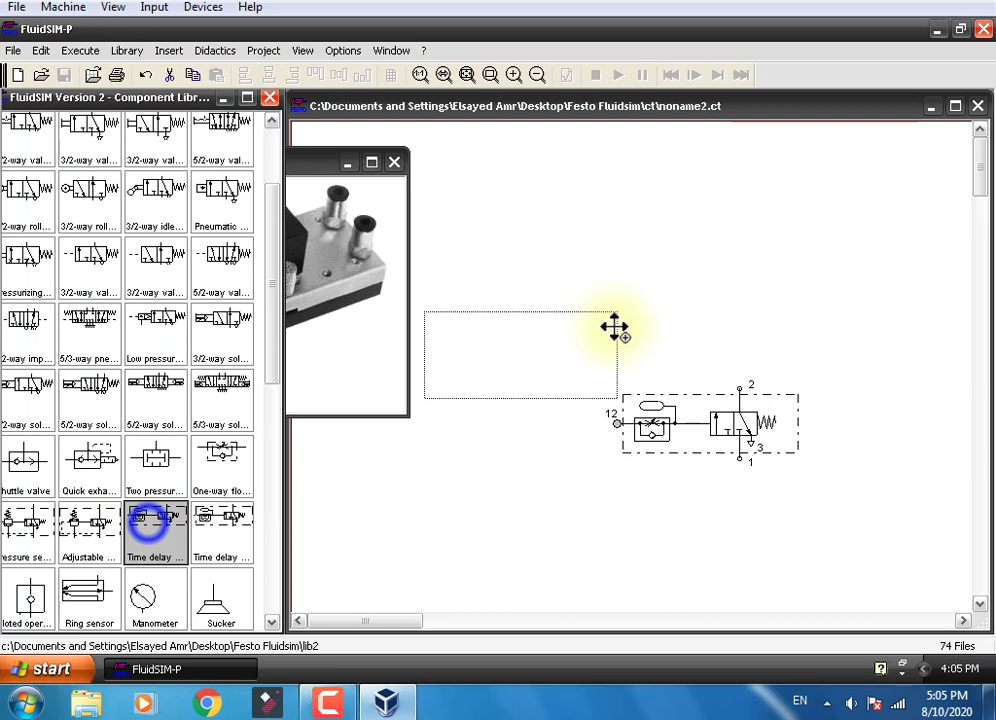 File Machine View Input Devices Help
FluidSIM-P
File Edit Execute Library Insert Didactics Project View Options Window ?
FluidSIM Version 2 - Component Libr...
C:\Documents and Settings\Elsayed Amr\Desktop\Festo Fluidsim\ct\noname2.ct
/2-way val... 3/2-way val... 3/2-way val... 5/2-way val...
/2-way roll... 3/2-way roll... 3/2-way idle... Pneumatic ...
essurizing... 3/2-way val... 3/2-way val... 5/2-way val...
/2-way imp... 5/3-way pne... Low pressur... 3/2-way sol...
/2-way sol... 5/2-way sol... 5/2-way sol... 5/3-way sol...
huttle valve Quick exha... Two pressur... One-way flo...
ressure se... Adjustable ... Time delay ... Time delay ...
loted oper... Ring sensor Manometer Sucker
2
12
3
1
c:\Documents and Settings\Elsayed Amr\Desktop\Festo Fluidsim\lib2
74 Files
start FluidSIM-P ? 4:05 PM
EN 5:05 PM
8/10/2020